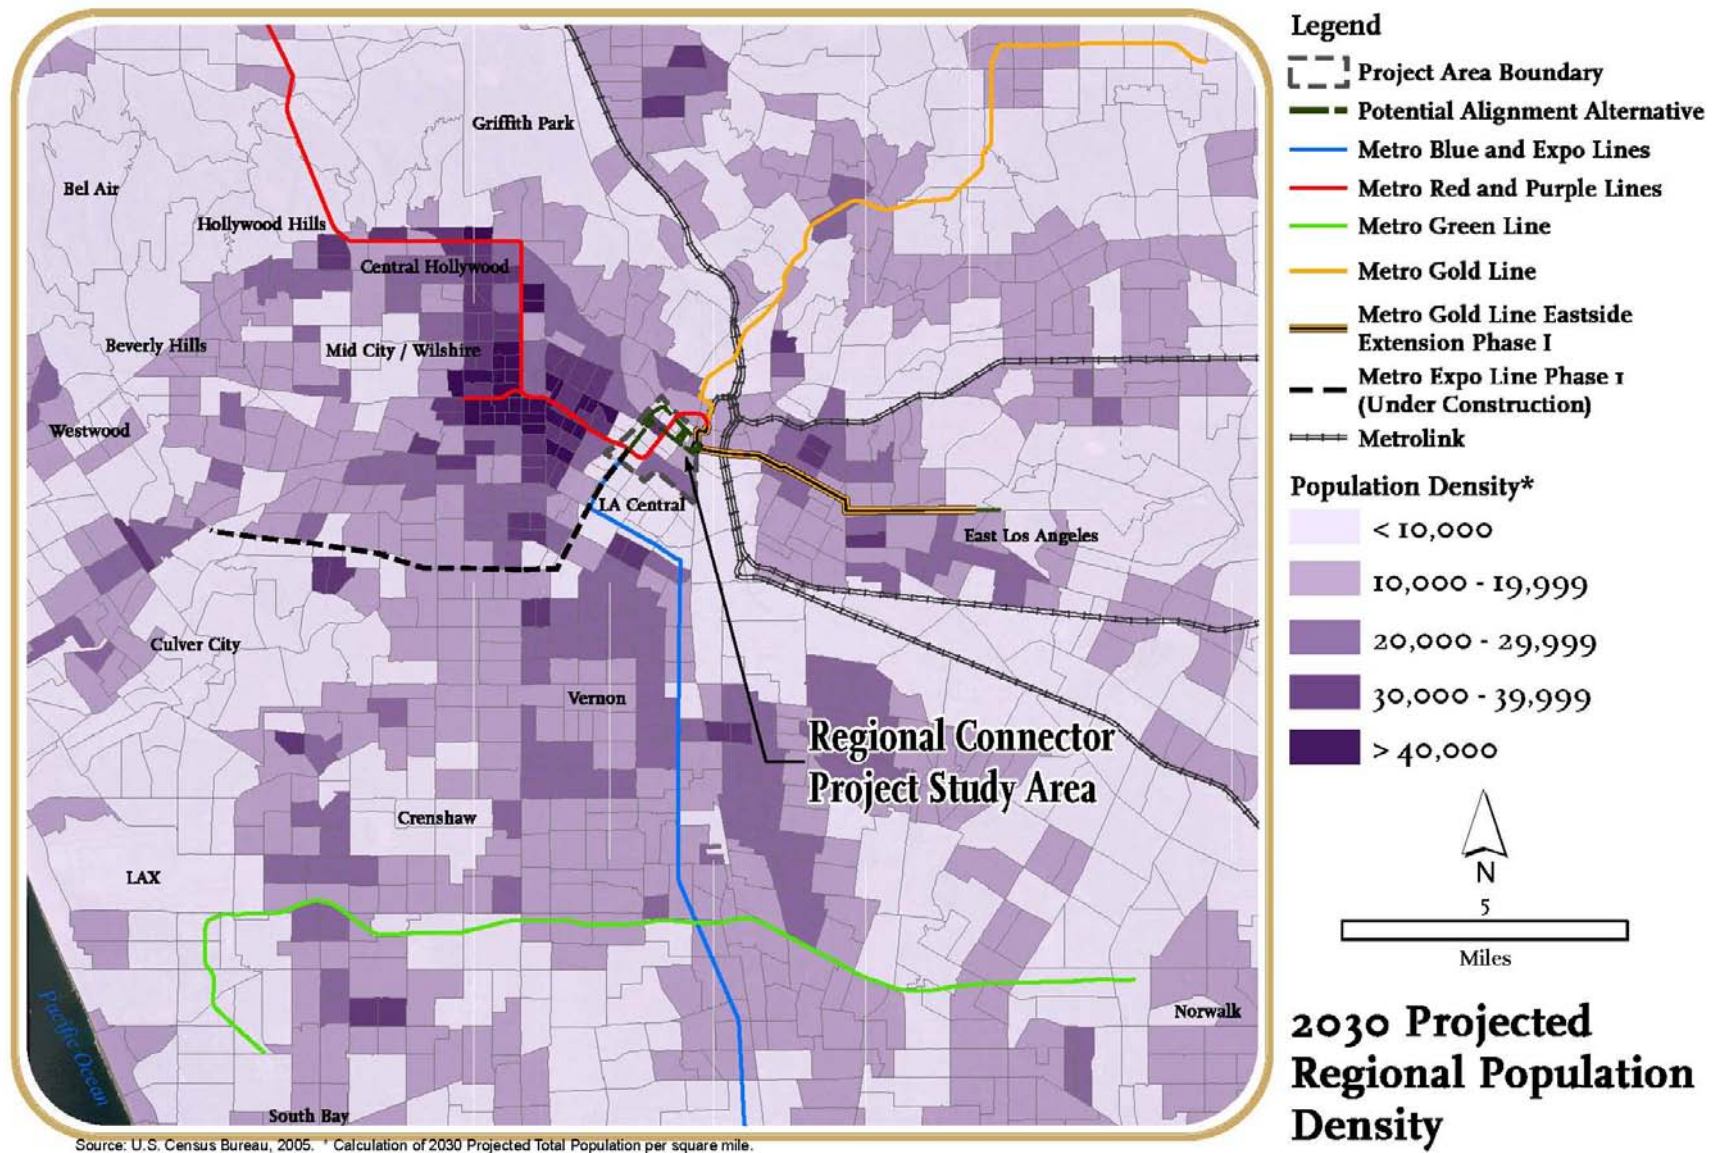 Griffith Park
Bel Air
Hollywood Hills
Central Hollywood
Beverly Hills
Mid City / Wilshire
Westwood
LA Central
East Los Angeles
Culver City
Vernon
Regional Connector
Project Study Area
Crenshaw
LAX
Pacific Ocean
Norwalk
South Bay
Source: U.S. Census Bureau, 2005. * Calculation of 2030 Projected Total Population per square mile.
Legend
Project Area Boundary
Potential Alignment Alternative
Metro Blue and Expo Lines
Metro Red and Purple Lines
Metro Green Line
Metro Gold Line
Metro Gold Line Eastside
Extension Phase I
Metro Expo Line Phase 1
(Under Construction)
Metrolink
Population Density*
< 10,000
10,000 - 19,999
20,000 - 29,999
30,000 - 39,999
> 40,000
N
5
Miles
2030 Projected
Regional Population
Density